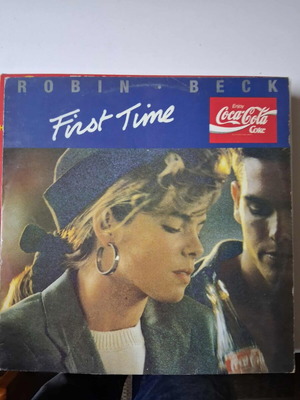 ROBIN BECK
First Time
Enjoy
Coca-Cola
Coke